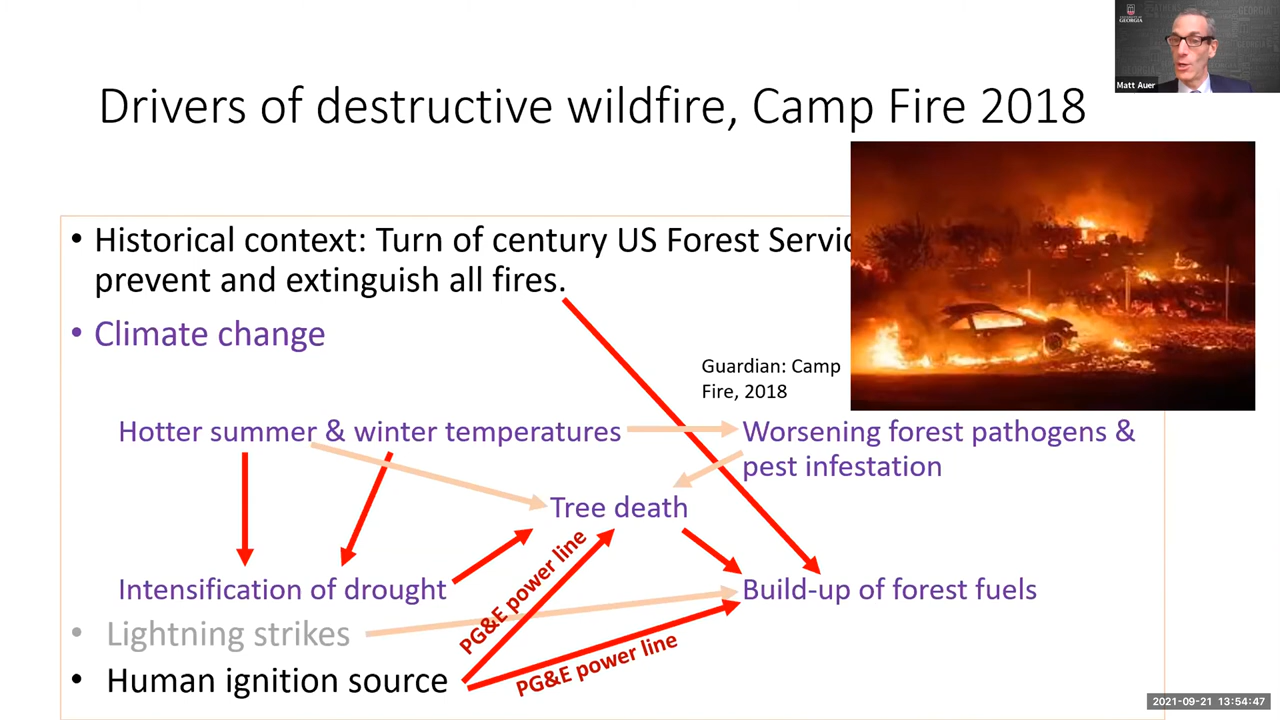 Drivers of destructive wildfire, Camp Fire 2018
• Historical context: Turn of century US Forest
prevent and extinguish all fires.
• Climate change
Guardian: Camp
Fire, 2018
Hotter summer & winter temperatures
Worsening forest pathogens &
pest infestation
Tree death
PG&E power line
Intensification of drought
Build-up of forest fuels
• Lightning strikes
PG&E power line
• Human ignition source
GEORGIA
Matt Auer
2021-09-21 13:54:47